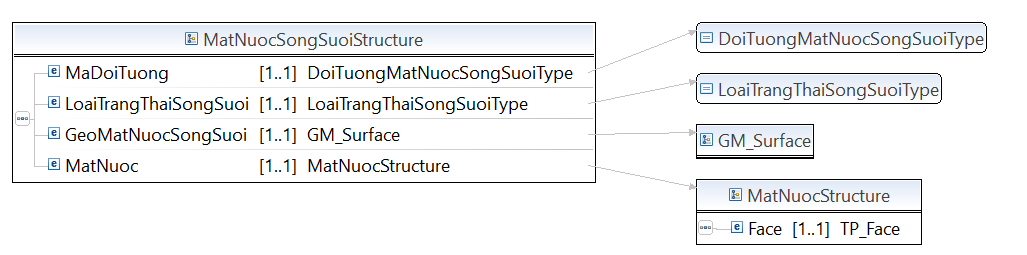 MatNuocSongSuoiStructure
MaDoiTuong [1..1] DoiTuongMatNuocSongSuoiType
LoaiTrangThaiSongSuoi [1..1] LoaiTrangThaiSongSuoiType
GeoMatNuocSongSuoi [1..1] GM_Surface
MatNuoc [1..1] MatNuocStructure
DoiTuongMatNuocSongSuoiType
LoaiTrangThaiSongSuoiType
GM_Surface
MatNuocStructure
Face [1..1] TP_Face